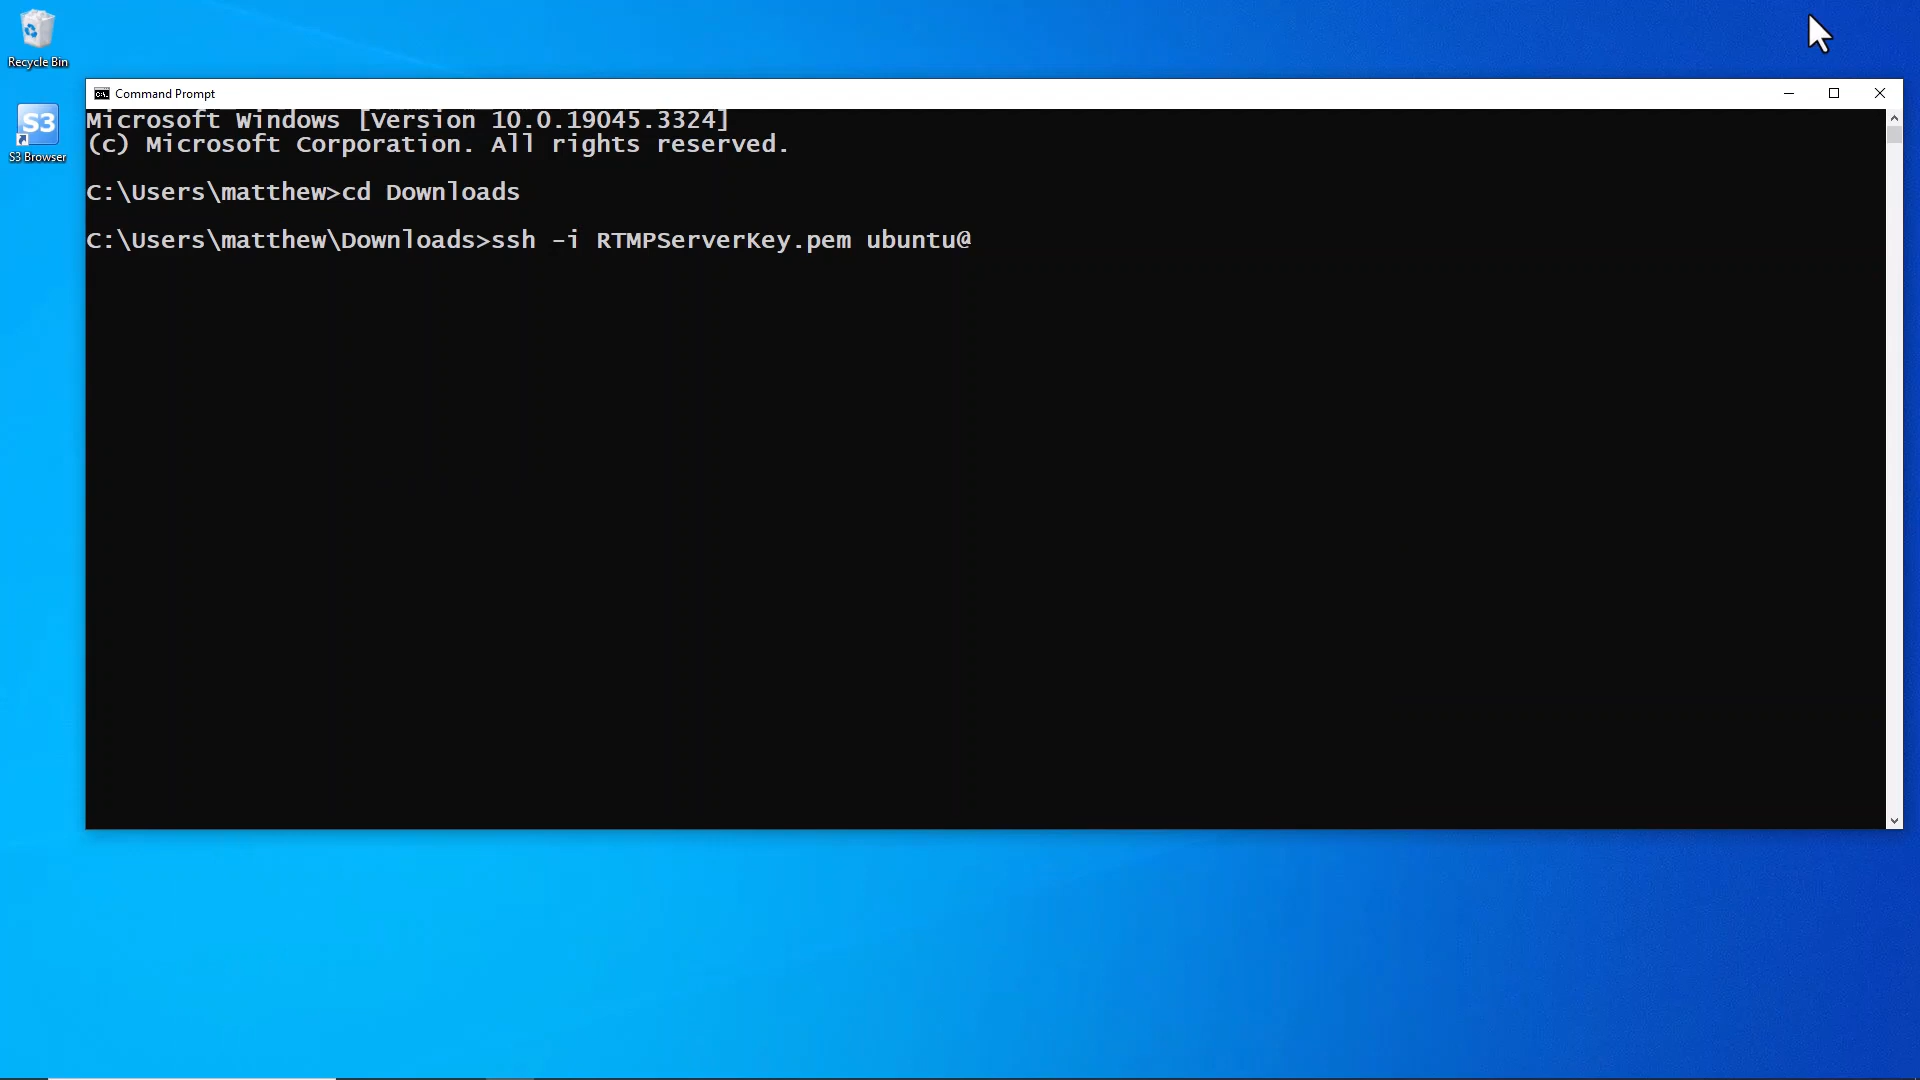 Recycle Bin
S3
S3 Browser
Command Prompt
Microsoft Windows [Version 10.0.19045.3324]
(c) Microsoft Corporation. All rights reserved.
C:\Users\matthew>cd Downloads
C:\Users\matthew\Downloads>ssh -i RTMPServerKey.pem ubuntu@